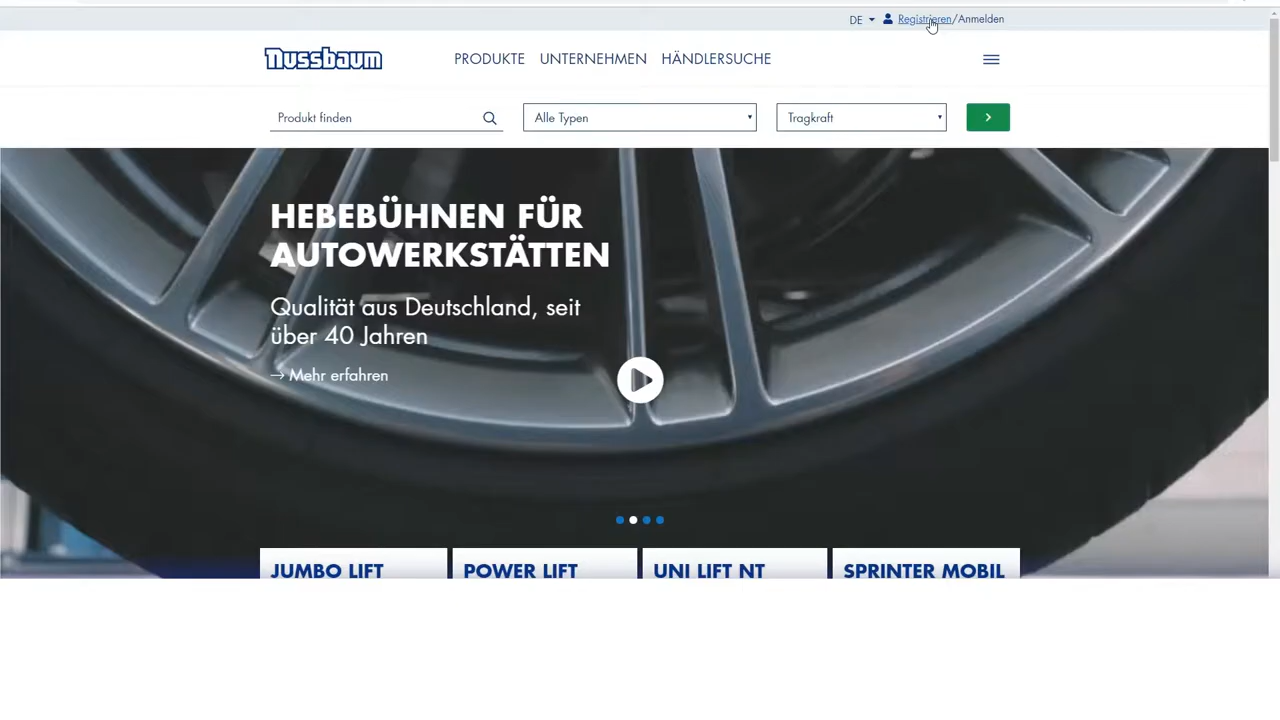 DE Registrieren/Anmelden
Nussbaum PRODUKTE UNTERNEHMEN HÄNDLERSUCHE
Produkt finden Alle Typen Tragkraft
HEBEBÜHNEN FÜR
AUTOWERKSTÄTTEN
Qualität aus Deutschland, seit
über 40 Jahren
→ Mehr erfahren
JUMBO LIFT POWER LIFT UNI LIFT NT SPRINTER MOBIL